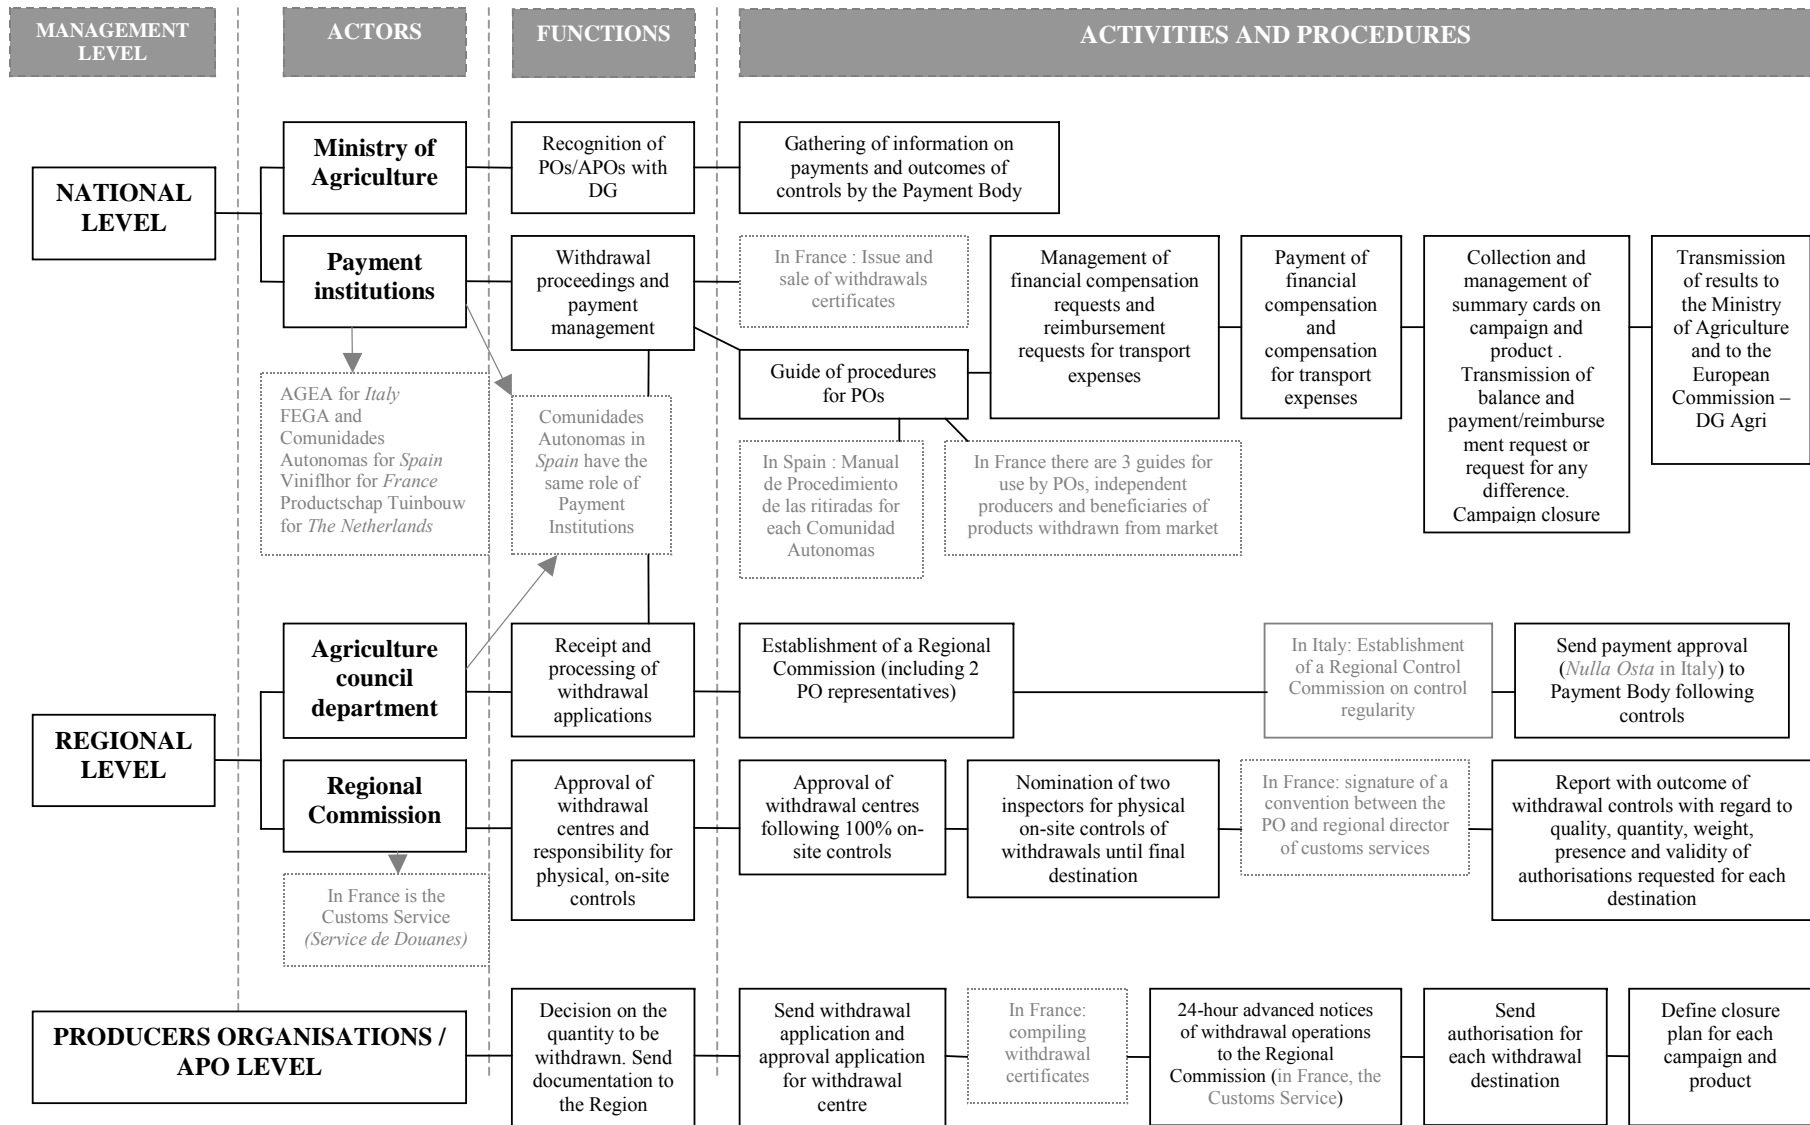 MANAGEMENT
LEVEL
ACTORS
FUNCTIONS
ACTIVITIES AND PROCEDURES
NATIONAL
LEVEL
Ministry of
Agriculture
Recognition of
POs/APOs with
DG
Gathering of information on
payments and outcomes of
controls by the Payment Body
Payment
institutions
Withdrawal
proceedings and
payment
management
In France : Issue and
sale of withdrawals
certificates
Guide of procedures
for POs
Management of
financial compensation
requests and
reimbursement
requests for transport
expenses
Payment of
financial
compensation
and
compensation
for transport
expenses
Collection and
management of
summary cards on
campaign and
product .
Transmission of
balance and
payment/reimburse
ment request or
request for any
difference.
Campaign closure
Transmission
of results to
the Ministry
of Agriculture
and to the
European
Commission –
DG Agri
AGEA for Italy
FEGA and
Comunidades
Autonomas for Spain
Viniflhor for France
Productschap Tuinbouw
for The Netherlands
Comunidades
Autonomas in
Spain have the
same role of
Payment
Institutions
In Spain : Manual
de Procedimiento
de las ritiradas for
each Comunidad
Autonomas
In France there are 3 guides for
use by POs, independent
producers and beneficiaries of
products withdrawn from market
REGIONAL
LEVEL
Agriculture
council
department
Receipt and
processing of
withdrawal
applications
Establishment of a Regional
Commission (including 2
PO representatives)
In Italy: Establishment
of a Regional Control
Commission on control
regularity
Send payment approval
(Nulla Osta in Italy) to
Payment Body following
controls
Regional
Commission
Approval of
withdrawal
centres and
responsibility for
physical, on-site
controls
Approval of
withdrawal centres
following 100% on-
site controls
Nomination of two
inspectors for physical
on-site controls of
withdrawals until final
destination
In France: signature of a
convention between the
PO and regional director
of customs services
Report with outcome of
withdrawal controls with regard to
quality, quantity, weight,
presence and validity of
authorisations requested for each
destination
In France is the
Customs Service
(Service de Douanes)
PRODUCERS ORGANISATIONS /
APO LEVEL
Decision on the
quantity to be
withdrawn. Send
documentation to
the Region
Send withdrawal
application and
approval application
for withdrawal
centre
In France:
compiling
withdrawal
certificates
24-hour advanced notices
of withdrawal operations
to the Regional
Commission (in France, the
Customs Service)
Send
authorisation for
each withdrawal
destination
Define closure
plan for each
campaign and
product